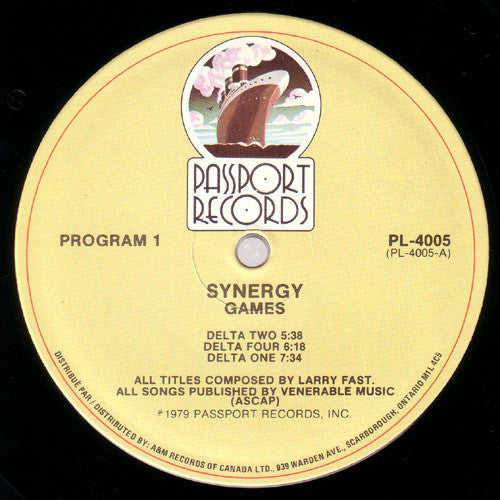 PASSPORT
RECORDS
PROGRAM 1
PL-4005
(PL-4005-A)
SYNERGY
GAMES
DELTA TWO 5:38
DELTA FOUR 6:18
DELTA ONE 7:34
ALL TITLES COMPOSED BY LARRY FAST.
ALL SONGS PUBLISHED BY VENERABLE MUSIC
(ASCAP)
℗1979 PASSPORT RECORDS, INC.
DISTRIBUÉ PAR / DISTRIBUTED BY: A&M RECORDS OF CANADA LTD., 939 WARDEN AVE., SCARBOROUGH, ONTARIO M1L 4C5